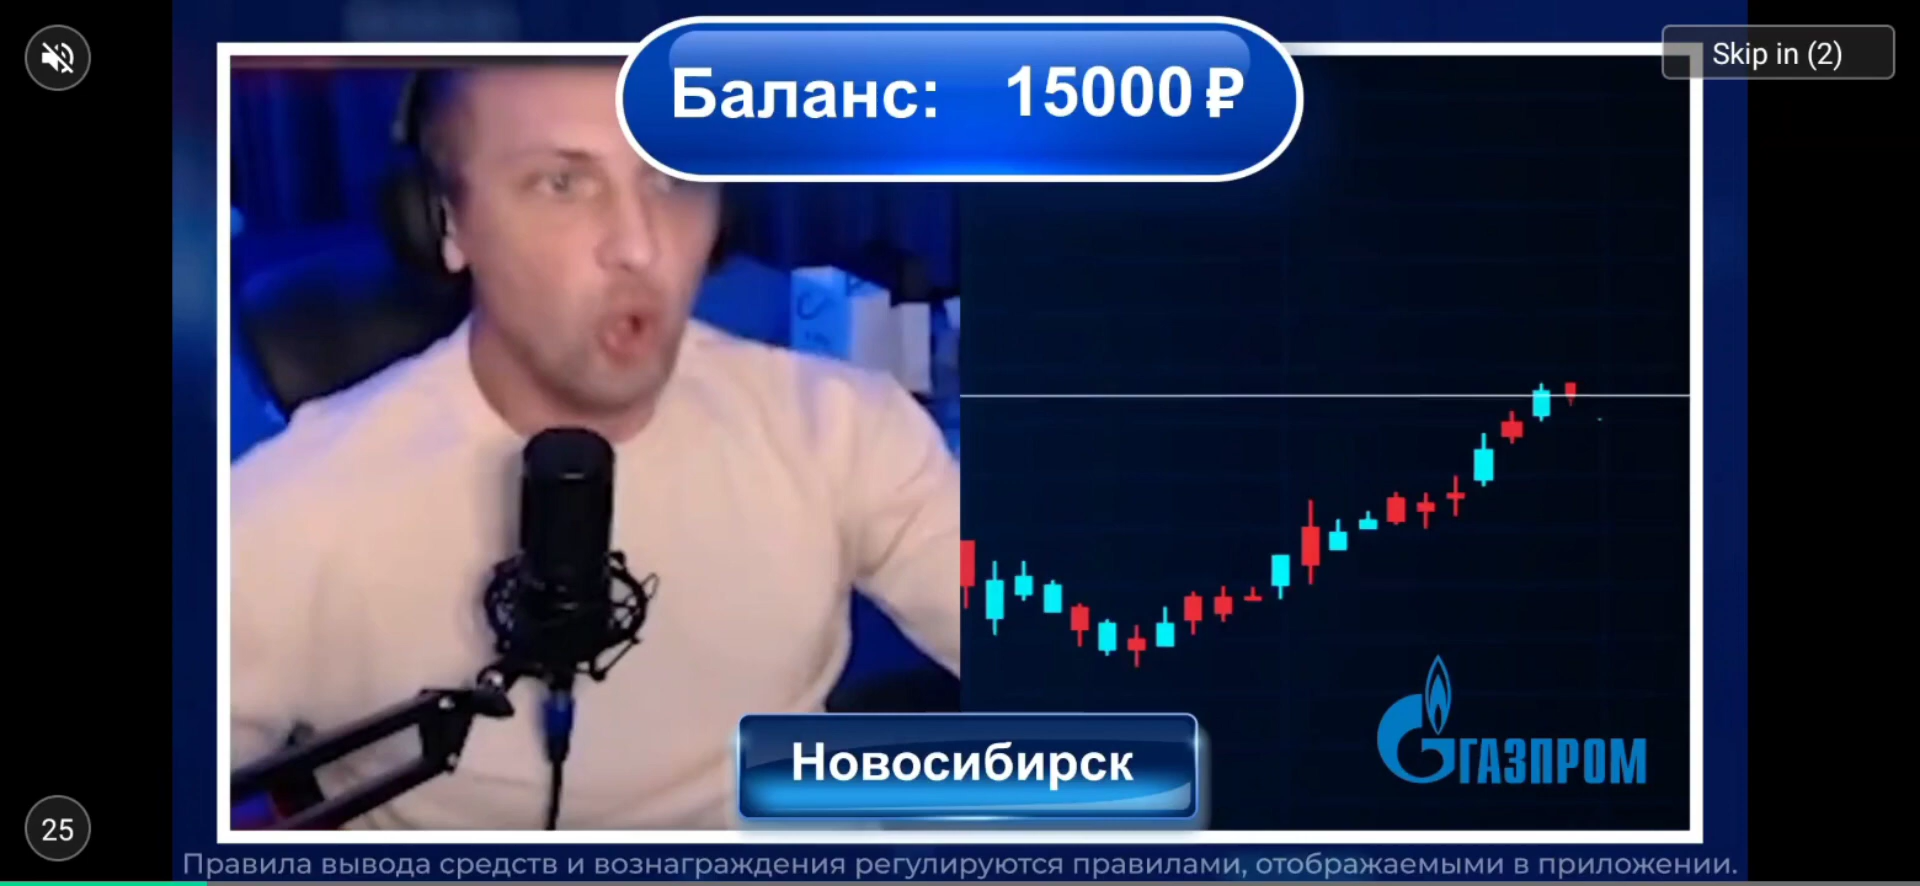 Баланс: 15000₽
Skip in (2)
Новосибирск
ГАЗПРОМ
25
Правила вывода средств и вознаграждения регулируются правилами, отображаемыми в приложении.